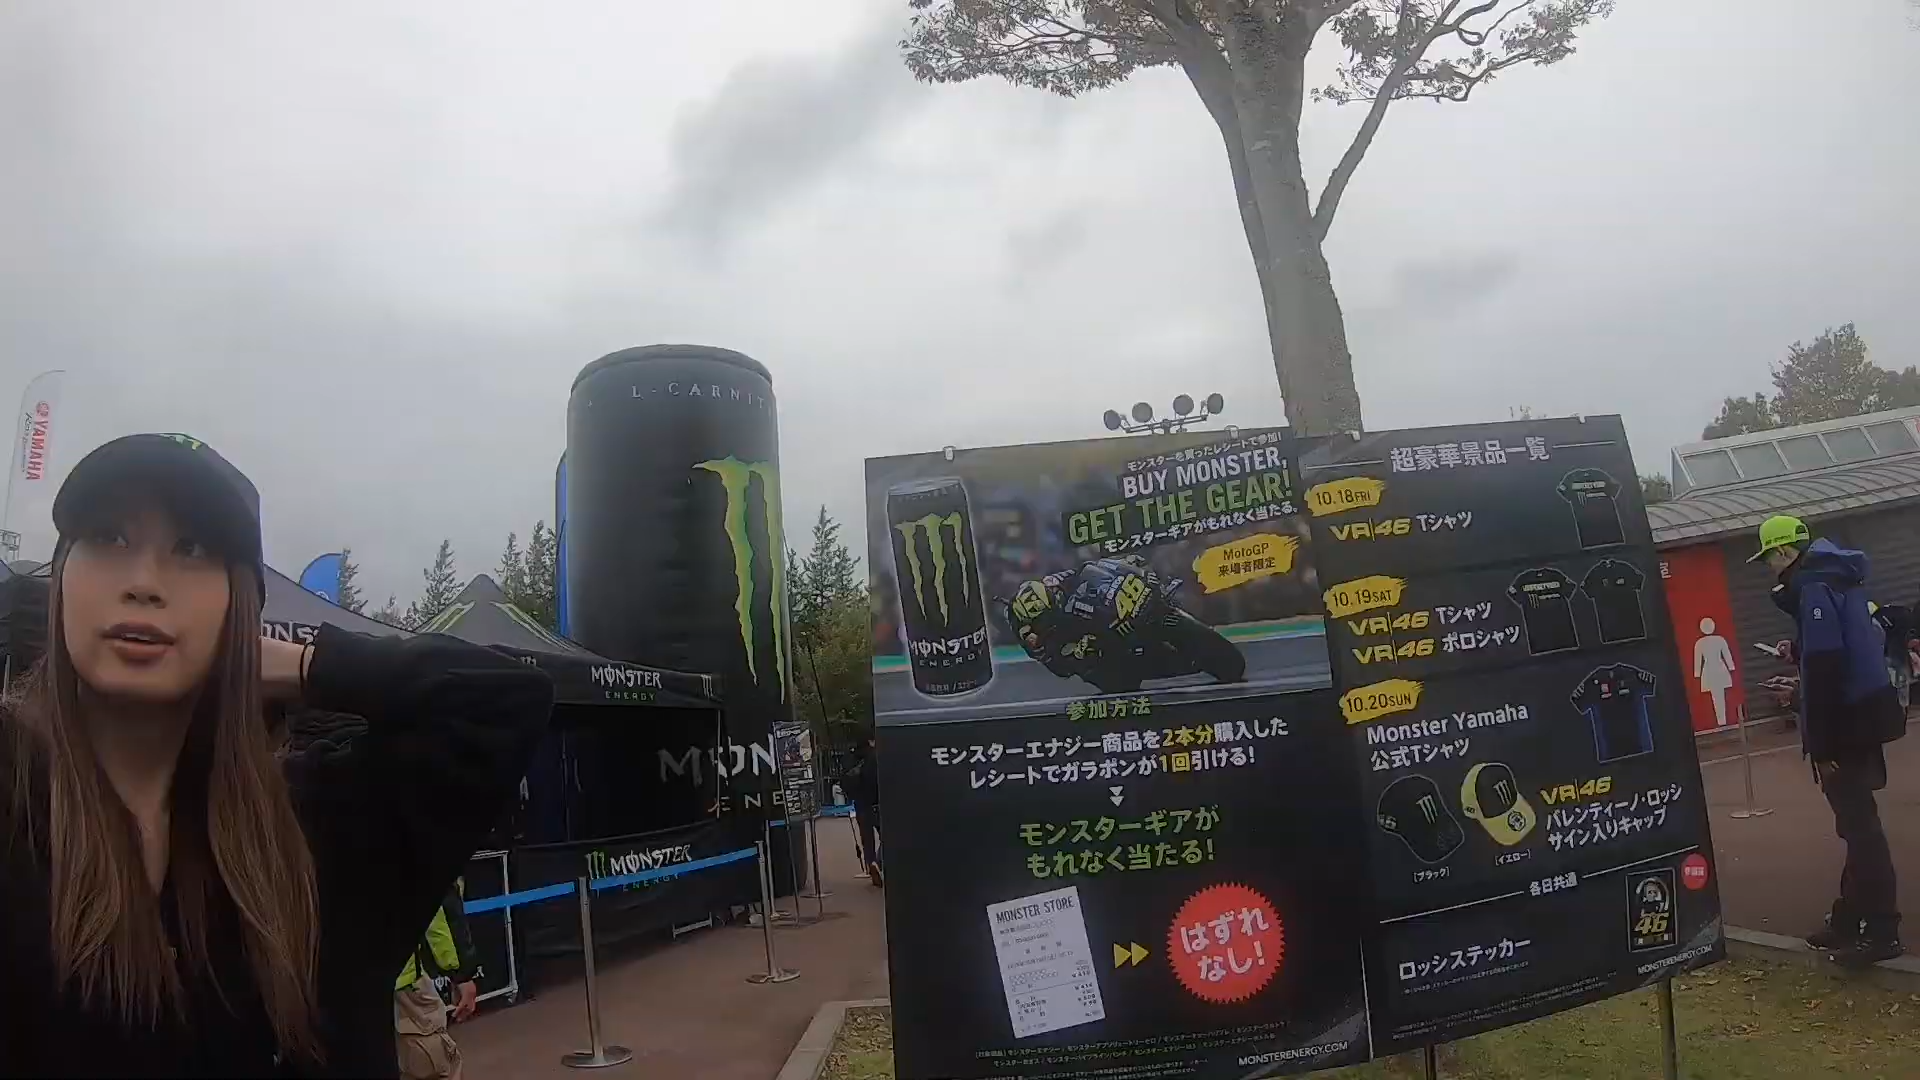 YAMAHA
L-CARNIT
MONSTER
ENERGY
MONSTER
ENERGY
MON
ENE
モンスターを買ったレシートで参加!
BUY MONSTER,
GET THE GEAR!
モンスターギアがもれなく当たる。
MotoGP
来場者限定
46
MONSTER
ENERGY
参加方法
モンスターエナジー商品を2本分購入した
レシートでガラポンが1回引ける!
モンスターギアが
もれなく当たる!
MONSTER STORE
はずれ
なし!
MONSTERENERGY.COM
超豪華景品一覧
10.18FRI
VR|46 Tシャツ
10.19SAT
VR|46 Tシャツ
VR|46 ポロシャツ
10.20SUN
Monster Yamaha
公式Tシャツ
VR|46
バレンティーノ・ロッシ
サイン入りキャップ
[ブラック]
[イエロー]
各日共通
ロッシステッカー
46
MONSTERENERGY.COM
室